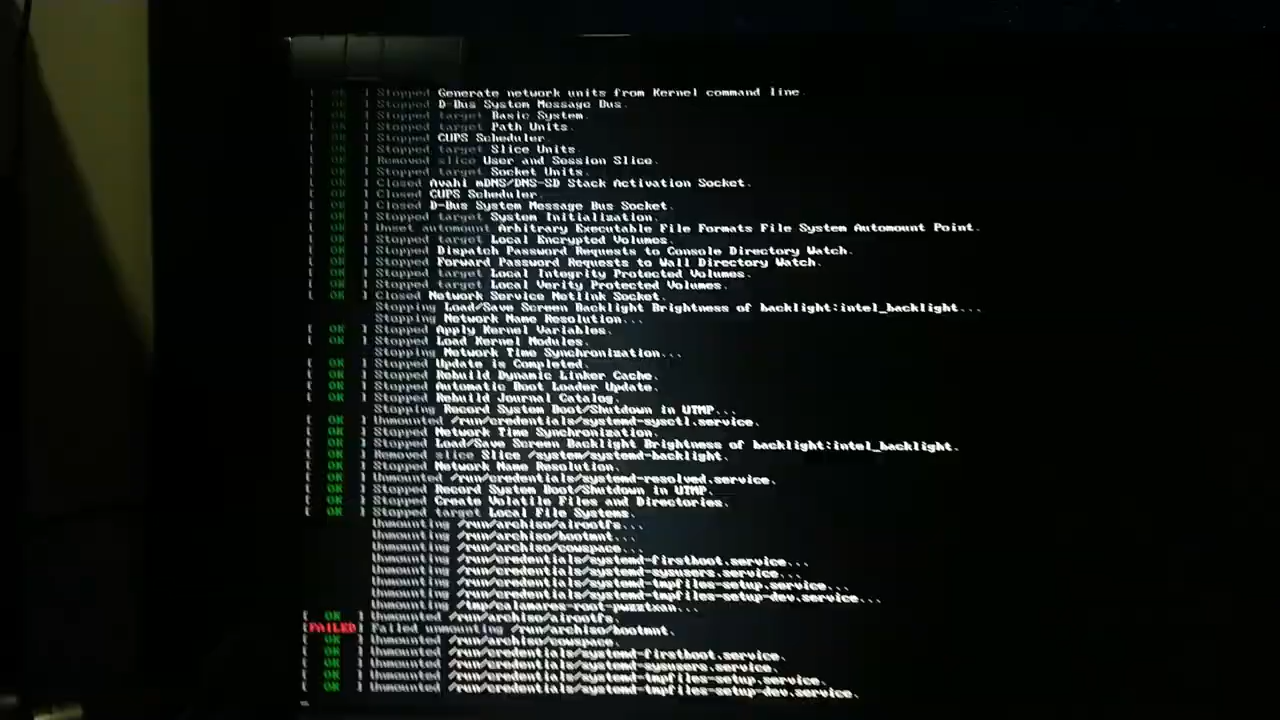 [ OK ] Stopped Generate network units from Kernel command line.
[ OK ] Stopped D-Bus System Message Bus.
[ OK ] Stopped target Basic System.
[ OK ] Stopped target Path Units.
[ OK ] Stopped CUPS Scheduler.
[ OK ] Stopped target Slice Units.
[ OK ] Removed slice User and Session Slice.
[ OK ] Stopped target Socket Units.
[ OK ] Closed Avahi mDNS/DNS-SD Stack Activation Socket.
[ OK ] Closed CUPS Scheduler.
[ OK ] Closed D-Bus System Message Bus Socket.
[ OK ] Stopped target System Initialization.
[ OK ] Unset automount Arbitrary Executable File Formats File System Automount Point.
[ OK ] Stopped target Local Encrypted Volumes.
[ OK ] Stopped Dispatch Password Requests to Console Directory Watch.
[ OK ] Stopped Forward Password Requests to Wall Directory Watch.
[ OK ] Stopped target Local Integrity Protected Volumes.
[ OK ] Stopped target Local Verity Protected Volumes.
[ OK ] Closed Network Service Netlink Socket.
Stopping Load/Save Screen Backlight Brightness of backlight:intel_backlight...
Stopping Network Name Resolution...
[ OK ] Stopped Apply Kernel Variables.
[ OK ] Stopped Load Kernel Modules.
Stopping Network Time Synchronization...
[ OK ] Stopped Update is Completed.
[ OK ] Stopped Rebuild Dynamic Linker Cache.
[ OK ] Stopped Automatic Boot Loader Update.
[ OK ] Stopped Rebuild Journal Catalog.
Stopping Record System Boot/Shutdown in UTMP...
[ OK ] Unmounted /run/credentials/systemd-sysctl.service.
[ OK ] Stopped Network Time Synchronization.
[ OK ] Stopped Load/Save Screen Backlight Brightness of backlight:intel_backlight.
[ OK ] Removed slice Slice /system/systemd-backlight.
[ OK ] Stopped Network Name Resolution.
[ OK ] Unmounted /run/credentials/systemd-resolved.service.
[ OK ] Stopped Record System Boot/Shutdown in UTMP.
[ OK ] Stopped Create Volatile Files and Directories.
[ OK ] Stopped target Local File Systems.
Unmounting /run/archiso/airootfs...
Unmounting /run/archiso/bootmnt...
Unmounting /run/archiso/cowspace...
Unmounting /run/credentials/systemd-firstboot.service...
Unmounting /run/credentials/systemd-sysusers.service...
Unmounting /run/credentials/systemd-tmpfiles-setup.service...
Unmounting /run/credentials/systemd-tmpfiles-setup-dev.service...
Unmounting /tmp/calamares-root-pwzztxan...
[ OK ] Unmounted /run/archiso/airootfs.
[FAILED] Failed unmounting /run/archiso/bootmnt.
[ OK ] Unmounted /run/archiso/cowspace.
[ OK ] Unmounted /run/credentials/systemd-firstboot.service.
[ OK ] Unmounted /run/credentials/systemd-sysusers.service.
[ OK ] Unmounted /run/credentials/systemd-tmpfiles-setup.service.
[ OK ] Unmounted /run/credentials/systemd-tmpfiles-setup-dev.service.